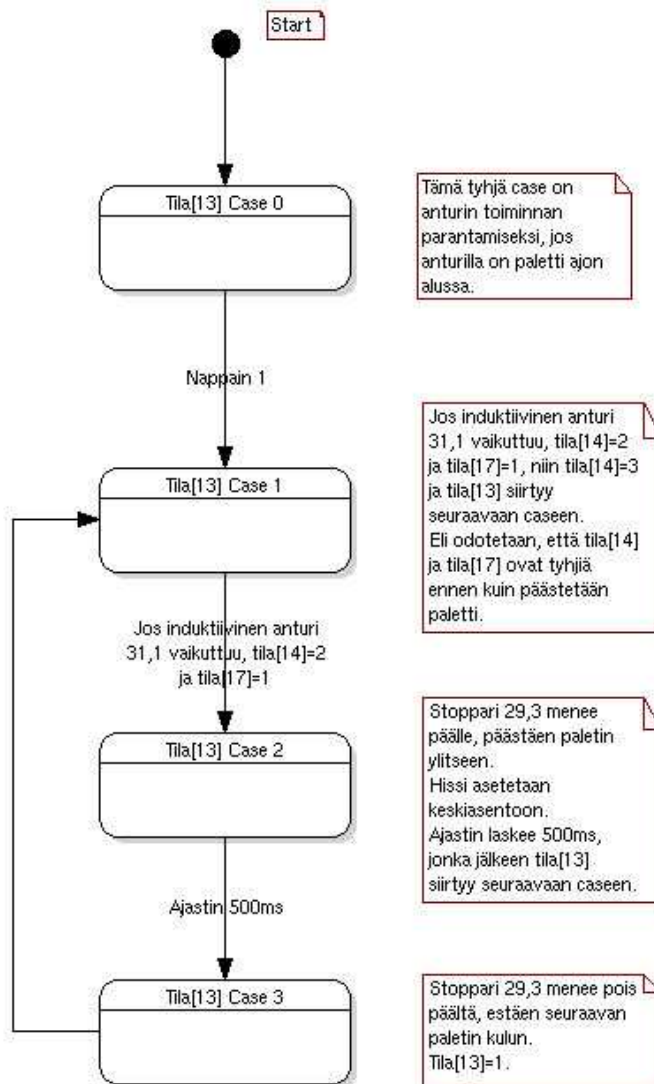 Start
Tila[13] Case 0
Tämä tyhjä case on
anturin toiminnan
parantamiseksi, jos
anturilla on paletti ajon
alussa.
Nappain 1
Tila[13] Case 1
Jos induktiivinen anturi
31,1 vaikuttuu, tila[14]=2
ja tila[17]=1, niin tila[14]=3
ja tila[13] siirtyy
seuraavaan caseen.
Eli odotetaan, että tila[14]
ja tila[17] ovat tyhjiä
ennen kuin päästetään
paletti.
Jos induktiivinen anturi
31,1 vaikuttuu, tila[14]=2
ja tila[17]=1
Tila[13] Case 2
Stoppari 29,3 menee
päälle, päästäen paletin
ylitseen.
Hissi asetetaan
keskiasentoon.
Ajastin laskee 500ms,
jonka jälkeen tila[13]
siirtyy seuraavaan caseen.
Ajastin 500ms
Tila[13] Case 3
Stoppari 29,3 menee pois
päältä, estäen seuraavan
paletin kulun.
Tila[13]=1.